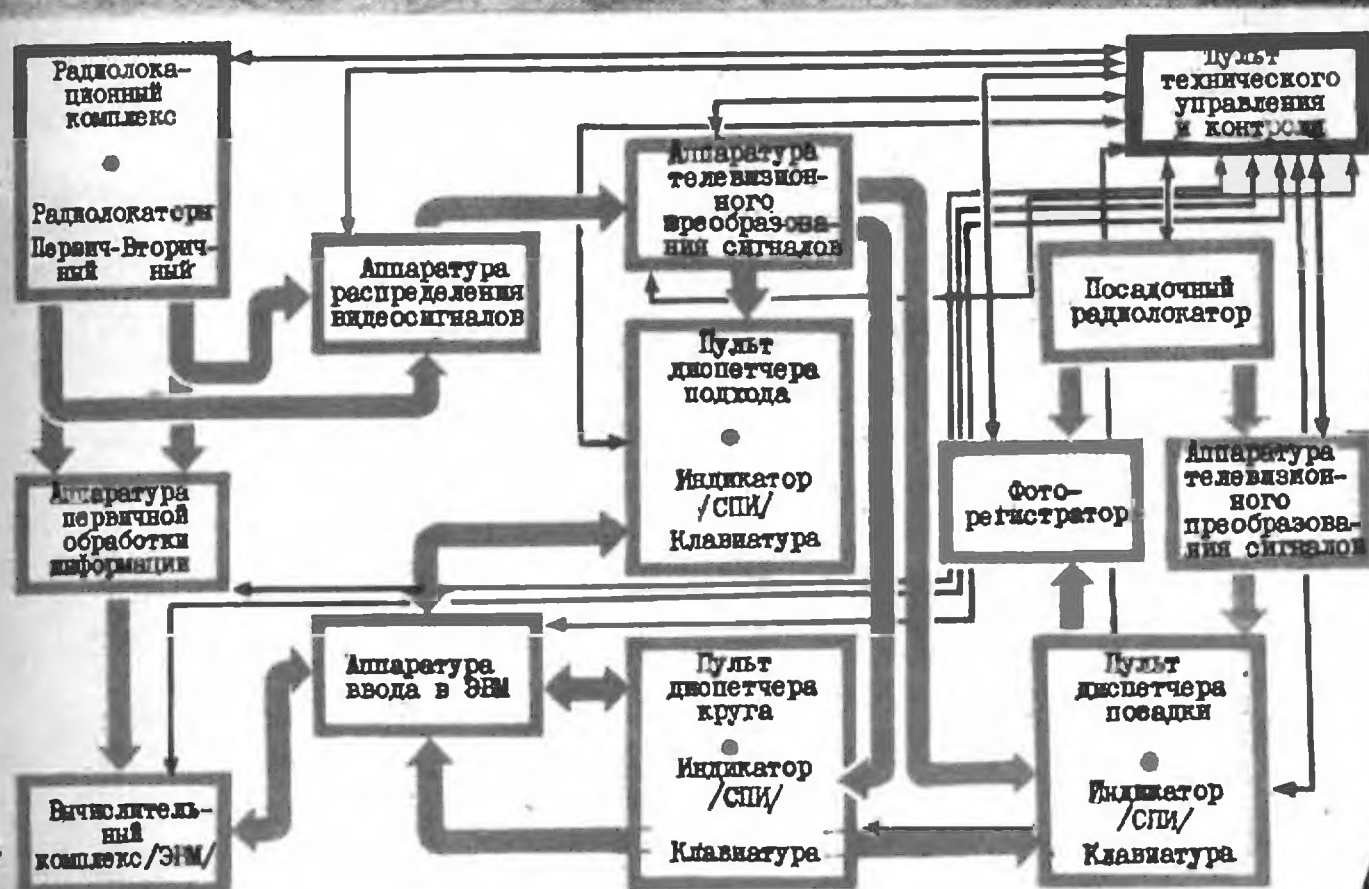 Радиолока-
ционный
комплекс
Радиолокаторы
Первич-Вторич-
ный ный
Аппаратура
распределения
видеосигналов
Аппаратура
телевизион-
ного
преобразова-
ния сигналов
Пульт
технического
управления
и контроля
Посадочный
радиолокатор
Пульт
диспетчера
подхода
Индикатор
/СПИ/
Клавиатура
Аппаратура
первичной
обработки
информации
Фото-
регистратор
Аппаратура
телевизион-
ного
преобразова-
ния сигналов
Аппаратура
ввода в ЭВМ
Пульт
диспетчера
круга
Индикатор
/СПИ/
Клавиатура
Пульт
диспетчера
посадки
Индикатор
/СПИ/
Клавиатура
Вычислитель-
ный
комплекс/ЭВМ/